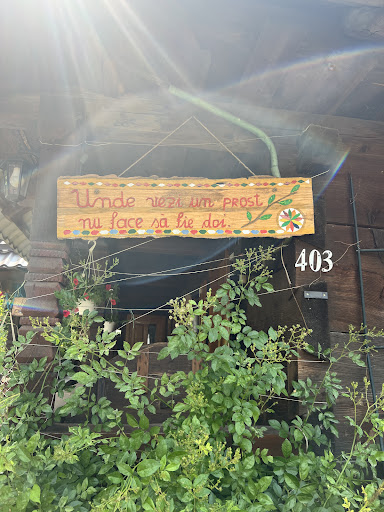 Unde vezi un prost
nu face să fie doi.
403